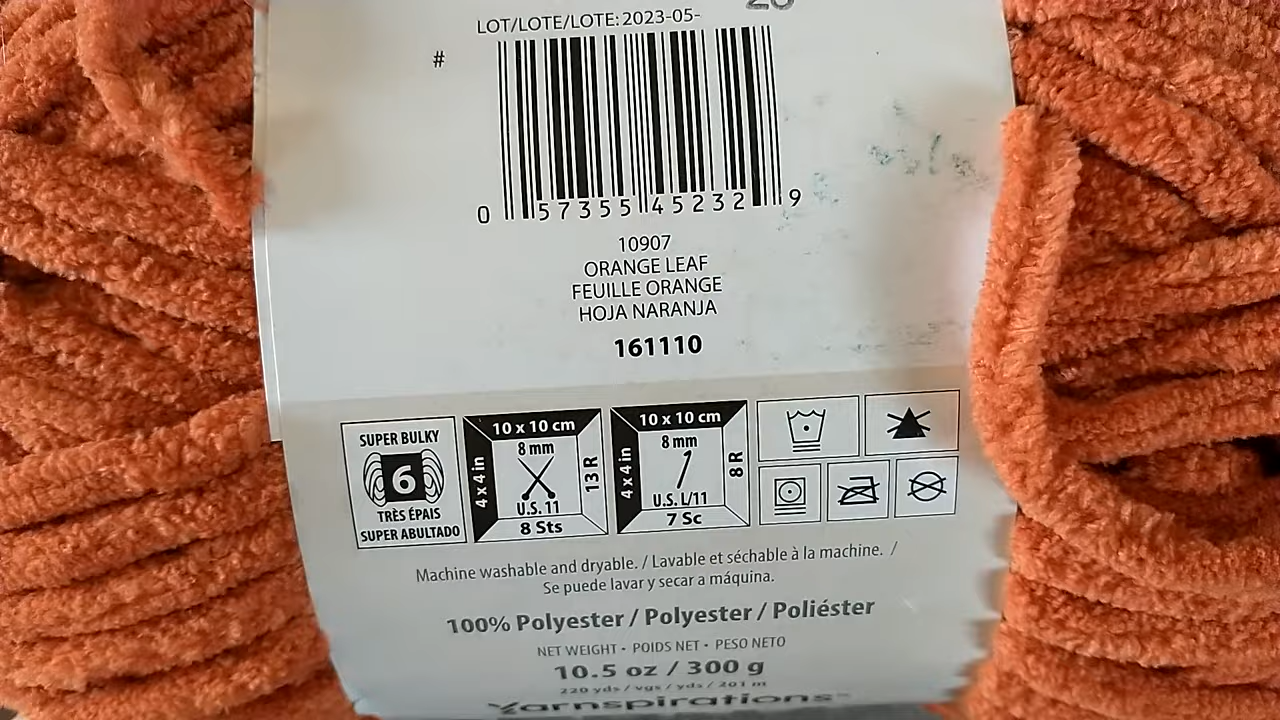 LOT/LOTE/LOTE: 2023-05-
#
0 57355 45232 9
10907
ORANGE LEAF
FEUILLE ORANGE
HOJA NARANJA
161110
SUPER BULKY
6
TRÈS ÉPAIS
SUPER ABULTADO
10 x 10 cm
4 x 4 in
8 mm
U.S. 11
13 R
8 Sts
10 x 10 cm
4 x 4 in
8 mm
U.S. L/11
8 R
7 Sc
Machine washable and dryable. / Lavable et séchable à la machine. /
Se puede lavar y secar a máquina.
100% Polyester / Polyester / Poliéster
NET WEIGHT • POIDS NET • PESO NETO
10.5 oz / 300 g
220 yds / vgs / yds / 201 m
Yarnspirations™